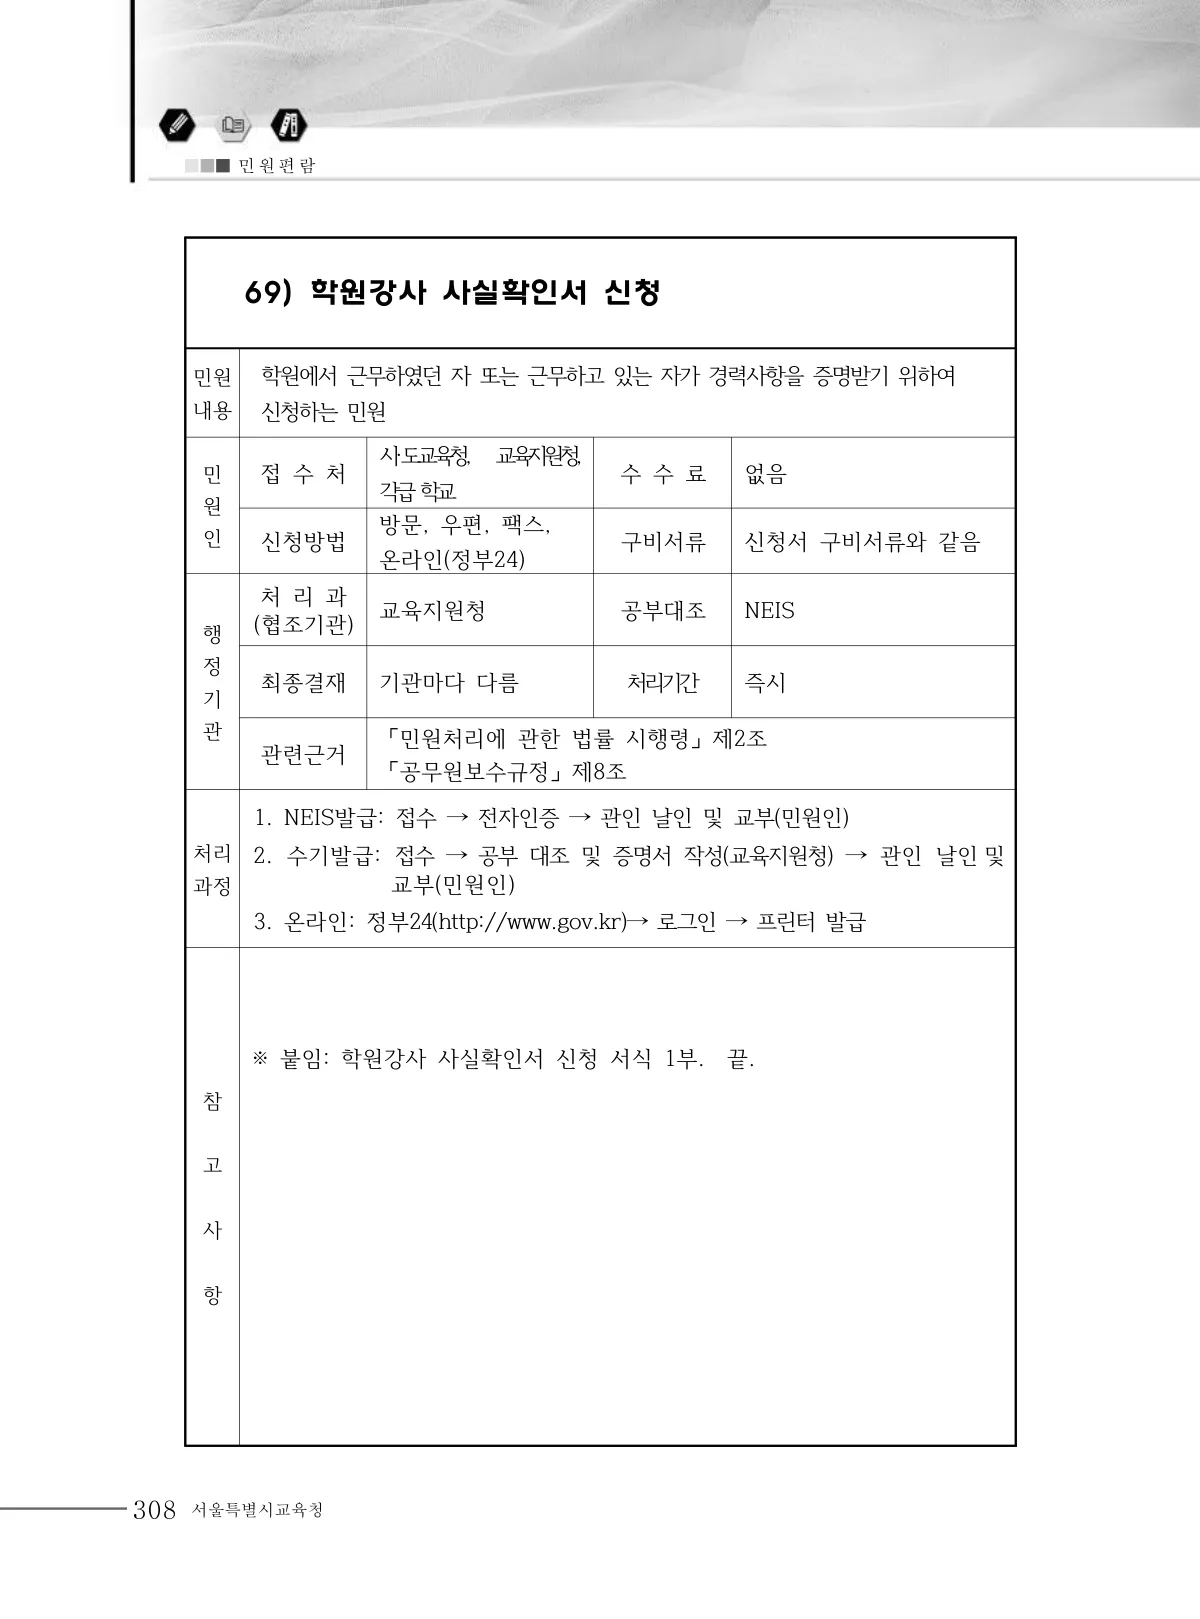 민원편람
69) 학원강사 사실확인서 신청
민원
내용
학원에서 근무하였던 자 또는 근무하고 있는 자가 경력사항을 증명받기 위하여
신청하는 민원
민
원
인
접 수 처
시·도교육청, 교육지원청,
각급 학교
수 수 료
없음
신청방법
방문, 우편, 팩스,
온라인(정부24)
구비서류
신청서 구비서류와 같음
행
정
기
관
처 리 과
(협조기관)
교육지원청
공부대조
NEIS
최종결재
기관마다 다름
처리기간
즉시
관련근거
「민원처리에 관한 법률 시행령」제2조
「공무원보수규정」제8조
처리
과정
1. NEIS발급: 접수 → 전자인증 → 관인 날인 및 교부(민원인)
2. 수기발급: 접수 → 공부 대조 및 증명서 작성(교육지원청) → 관인 날인 및
교부(민원인)
3. 온라인: 정부24(http://www.gov.kr)→ 로그인 → 프린터 발급
참
고
사
항
※ 붙임: 학원강사 사실확인서 신청 서식 1부. 끝.
308 서울특별시교육청